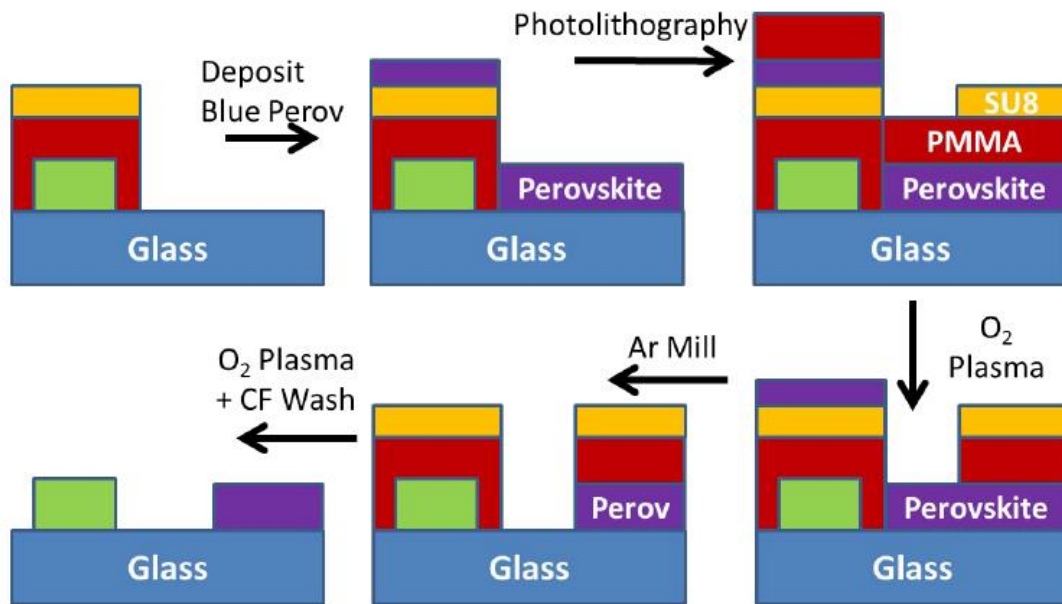 Deposit
Blue Perov
Glass
Perovskite
Glass
Photolithography
SU8
PMMA
Perovskite
Glass
O₂
Plasma
Perovskite
Glass
Ar Mill
Perov
Glass
O₂ Plasma
+ CF Wash
Glass